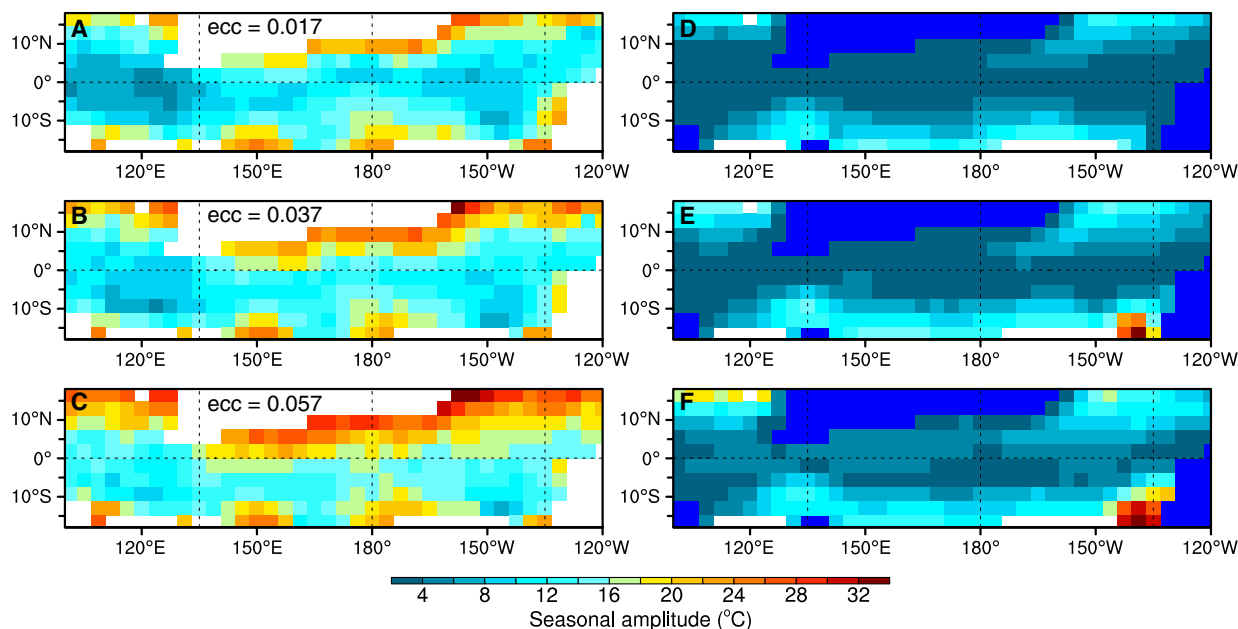 A ecc = 0.017 D
10°N 10°N
0° 0°
10°S 10°S
120°E 150°E 180° 150°W 120°W 120°E 150°E 180° 150°W 120°W
B ecc = 0.037 E
10°N 10°N
0° 0°
10°S 10°S
120°E 150°E 180° 150°W 120°W 120°E 150°E 180° 150°W 120°W
C ecc = 0.057 F
10°N 10°N
0° 0°
10°S 10°S
120°E 150°E 180° 150°W 120°W 120°E 150°E 180° 150°W 120°W
4 8 12 16 20 24 28 32
Seasonal amplitude (°C)